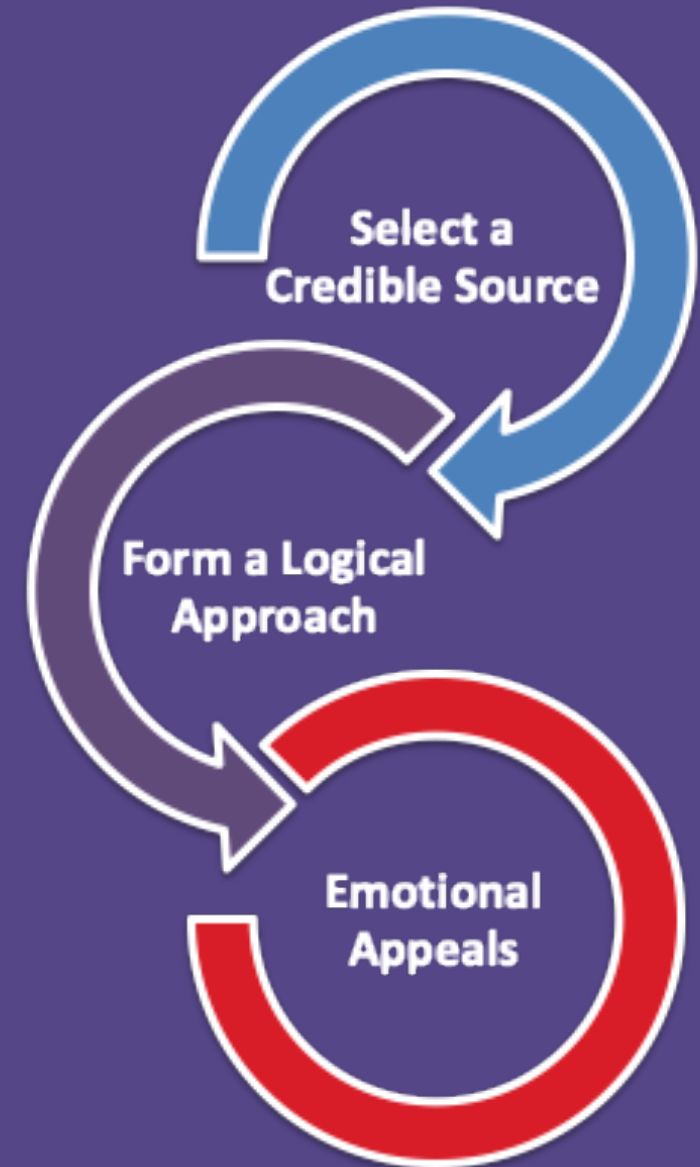 Select a
Credible Source
Form a Logical
Approach
Emotional
Appeals